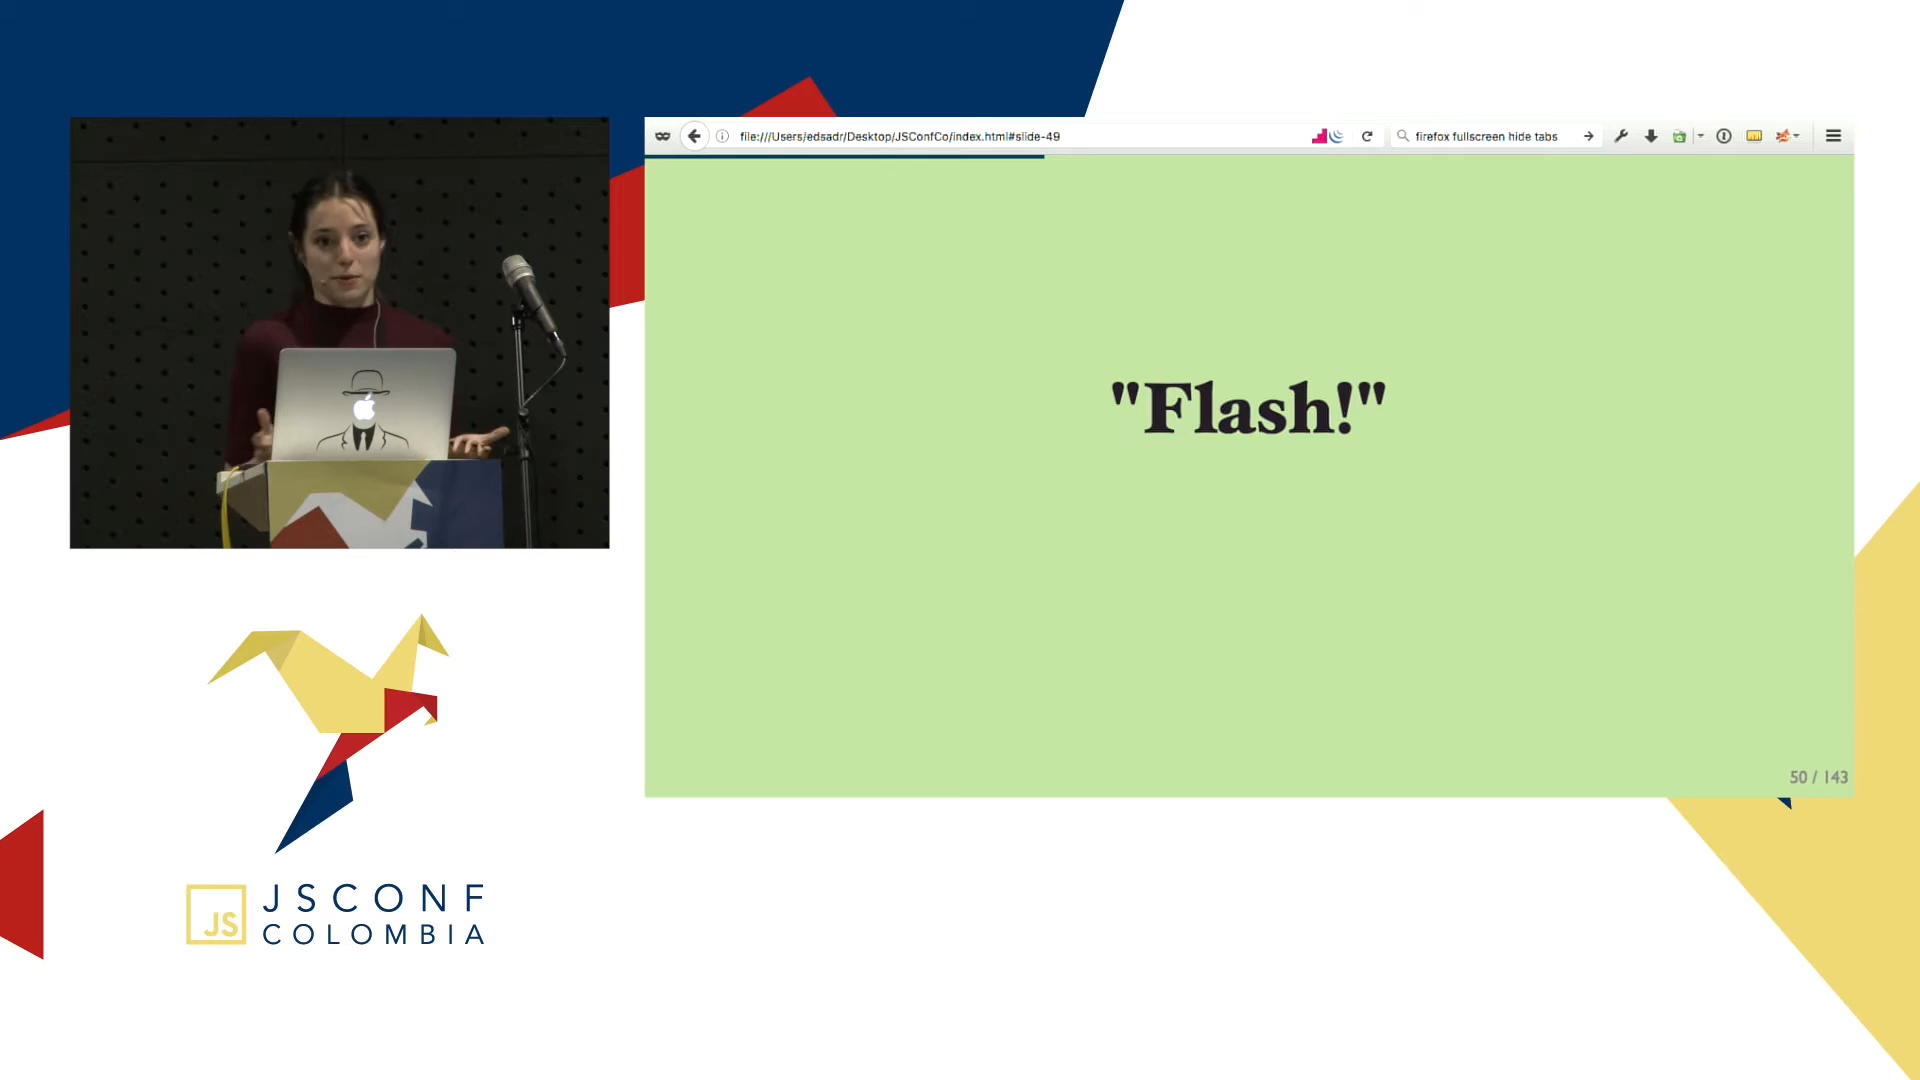 file:///Users/edsadr/Desktop/JSConfCo/index.html#slide-49
firefox fullscreen hide tabs
"Flash!"
50 / 143
JS
JSCONF
COLOMBIA